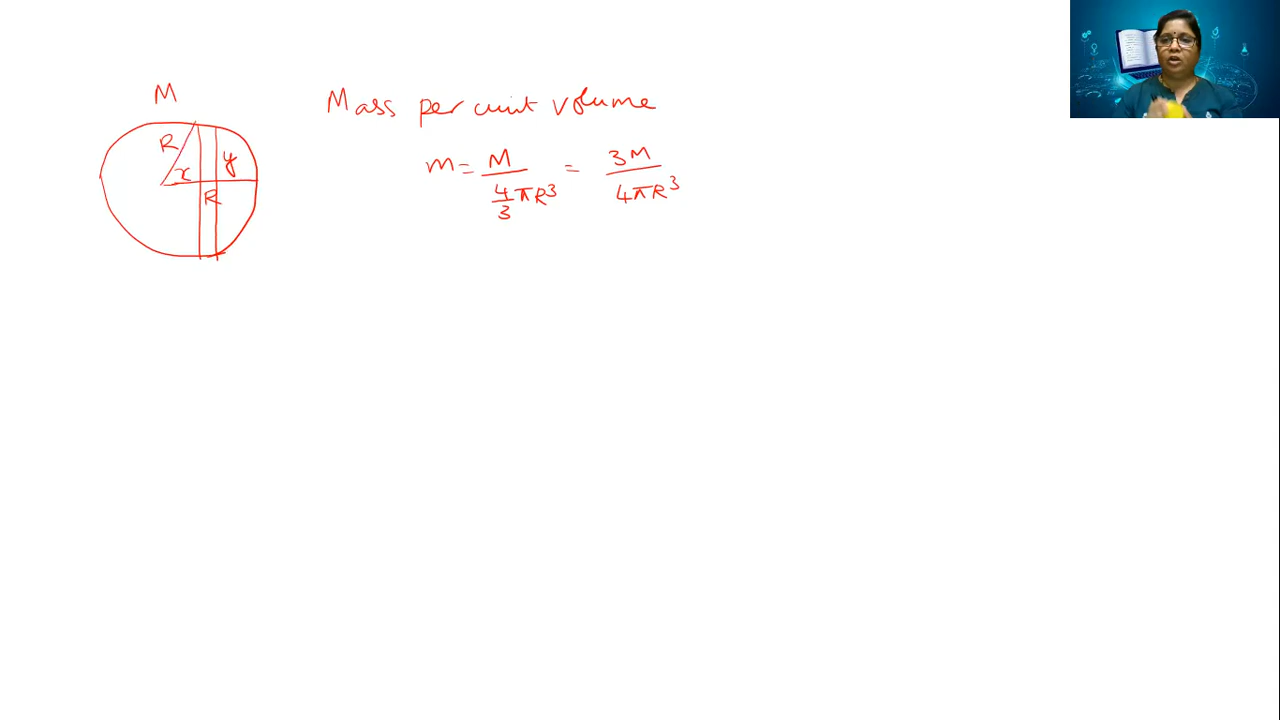 M
R
x
y
R
Mass per unit volume
m = M / 4/3 πR³ = 3M / 4πR³